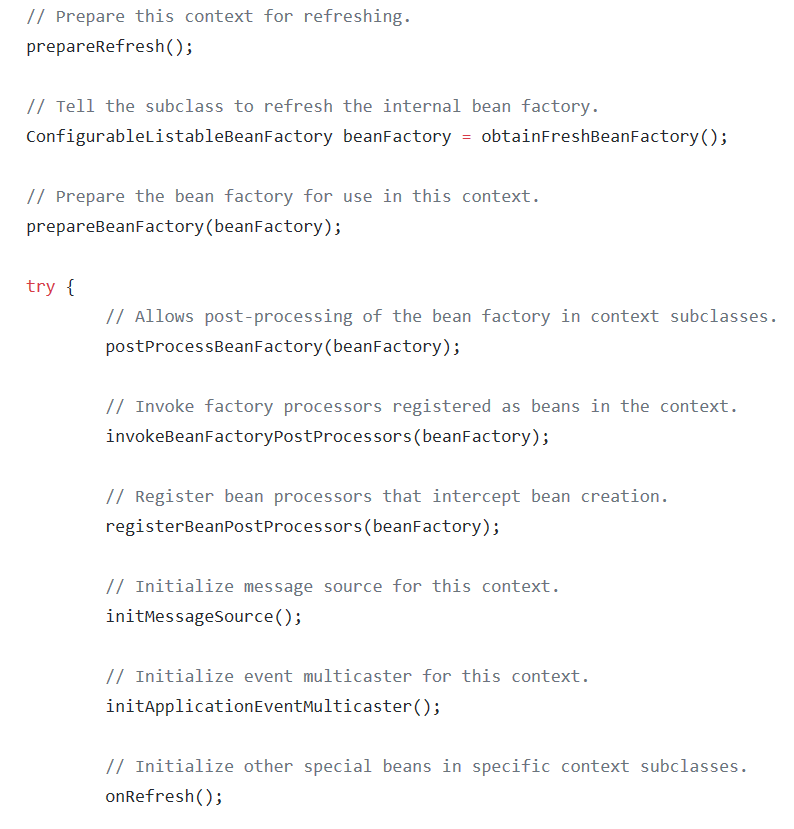 // Prepare this context for refreshing.
prepareRefresh();
// Tell the subclass to refresh the internal bean factory.
ConfigurableListableBeanFactory beanFactory = obtainFreshBeanFactory();
// Prepare the bean factory for use in this context.
prepareBeanFactory(beanFactory);
try {
// Allows post-processing of the bean factory in context subclasses.
postProcessBeanFactory(beanFactory);
// Invoke factory processors registered as beans in the context.
invokeBeanFactoryPostProcessors(beanFactory);
// Register bean processors that intercept bean creation.
registerBeanPostProcessors(beanFactory);
// Initialize message source for this context.
initMessageSource();
// Initialize event multicaster for this context.
initApplicationEventMulticaster();
// Initialize other special beans in specific context subclasses.
onRefresh();